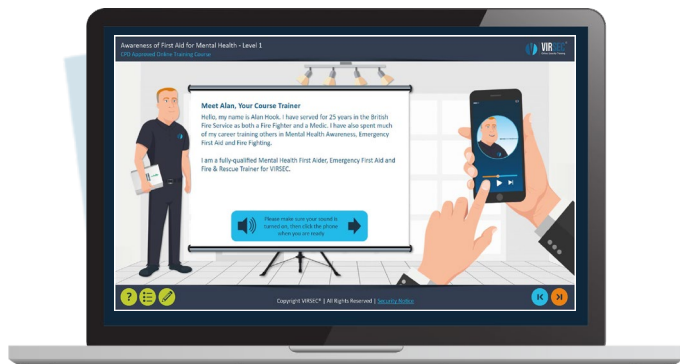 Awareness of First Aid for Mental Health - Level 1
CPD Approved Online Training Course
VIRSEC
Meet Alan, Your Course Trainer
Hello, my name is Alan Hook. I have served for 25 years in the British
Fire Service as both a Fire Fighter and a Medic. I have also spent much
of my career training others in Mental Health Awareness, Emergency
First Aid and Fire Fighting.
I am a fully-qualified Mental Health First Aider, Emergency First Aid and
Fire & Rescue Trainer for VIRSEC.
Please make sure your sound is
turned on, then click the phone
when you are ready
?
Copyright VIRSEC® | All Rights Reserved | Security Notice